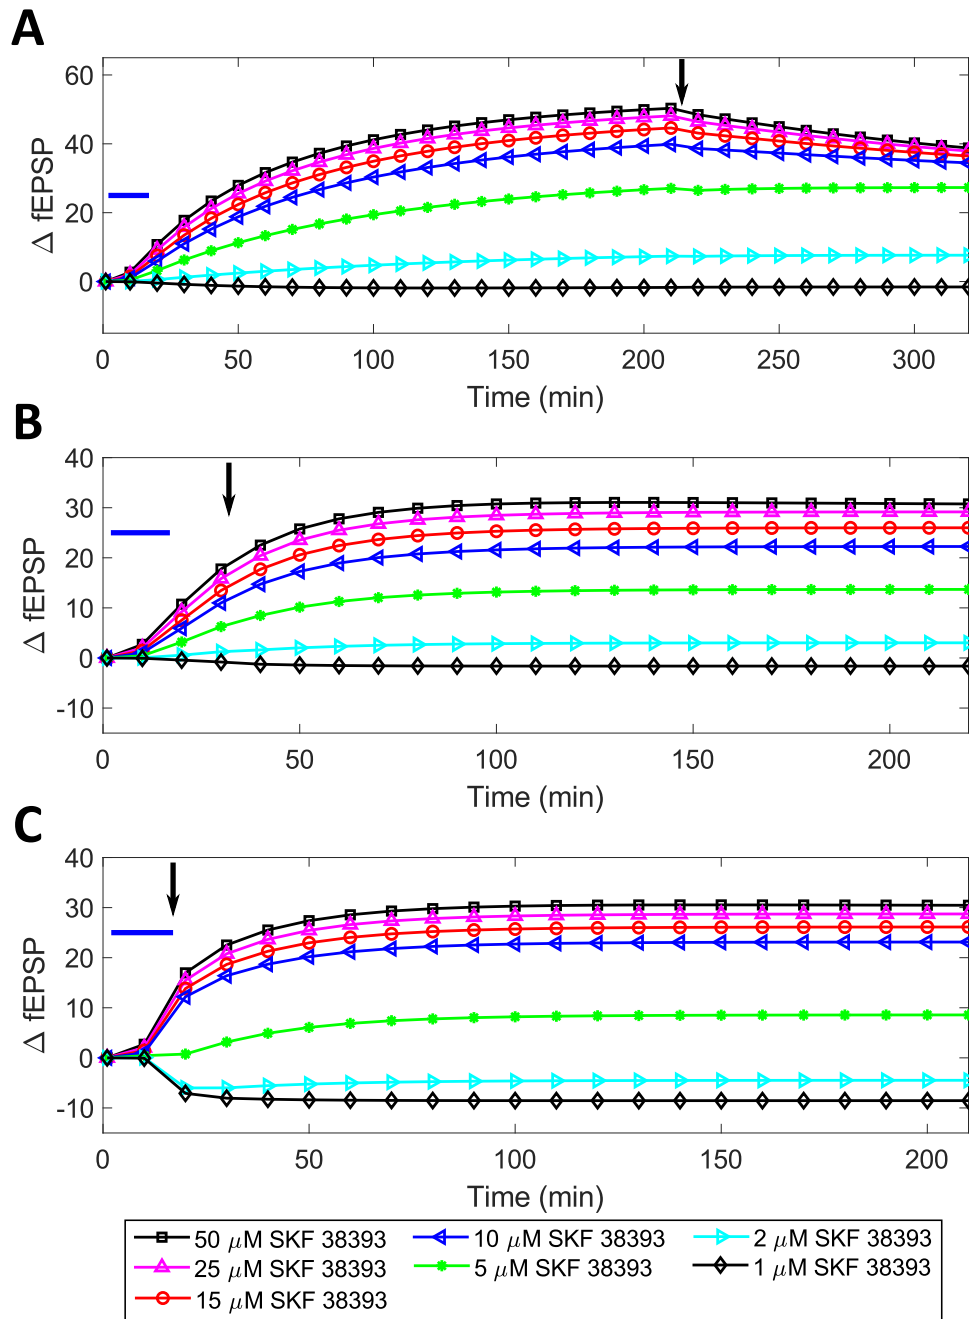 A
60
40
20
0
Δ fEPSP
0 50 100 150 200 250 300
Time (min)
B
40
30
20
10
0
-10
Δ fEPSP
0 50 100 150 200
Time (min)
C
40
30
20
10
0
-10
Δ fEPSP
0 50 100 150 200
Time (min)
50 μM SKF 38393 10 μM SKF 38393 2 μM SKF 38393
25 μM SKF 38393 5 μM SKF 38393 1 μM SKF 38393
15 μM SKF 38393